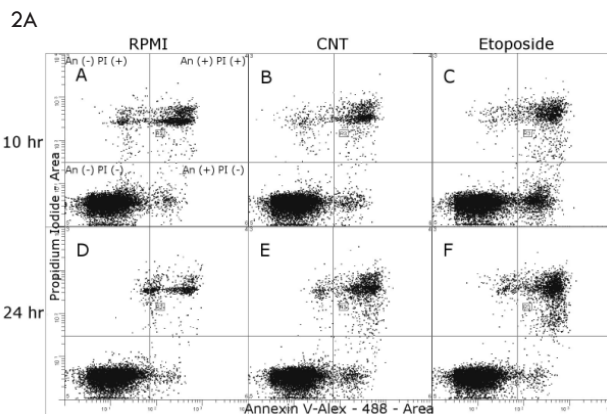 2A
RPMI CNT Etoposide
An (-) PI (+) An (+) PI (+)
A B C
10 hr
An (-) PI (-) An (+) PI (-)
Propidium Iodide - Area
D E F
24 hr
Annexin V-Alex - 488 - Area